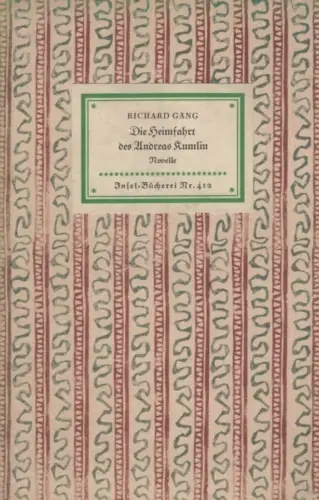 RICHARD GANG
Die Heimfahrt
des Andreas Kumlin
Novelle
Insel-Bücherei Nr. 412